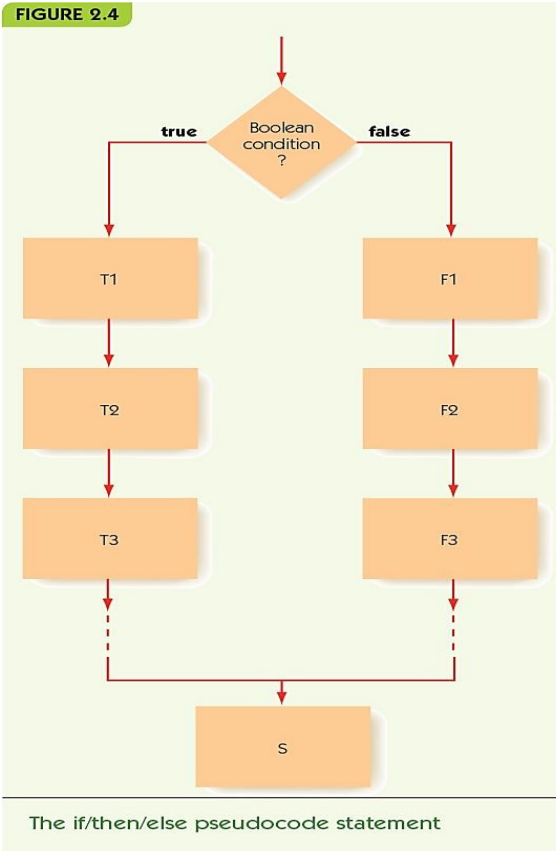 FIGURE 2.4
Boolean
condition
?
true
false
T1
F1
T2
F2
T3
F3
S
The if/then/else pseudocode statement